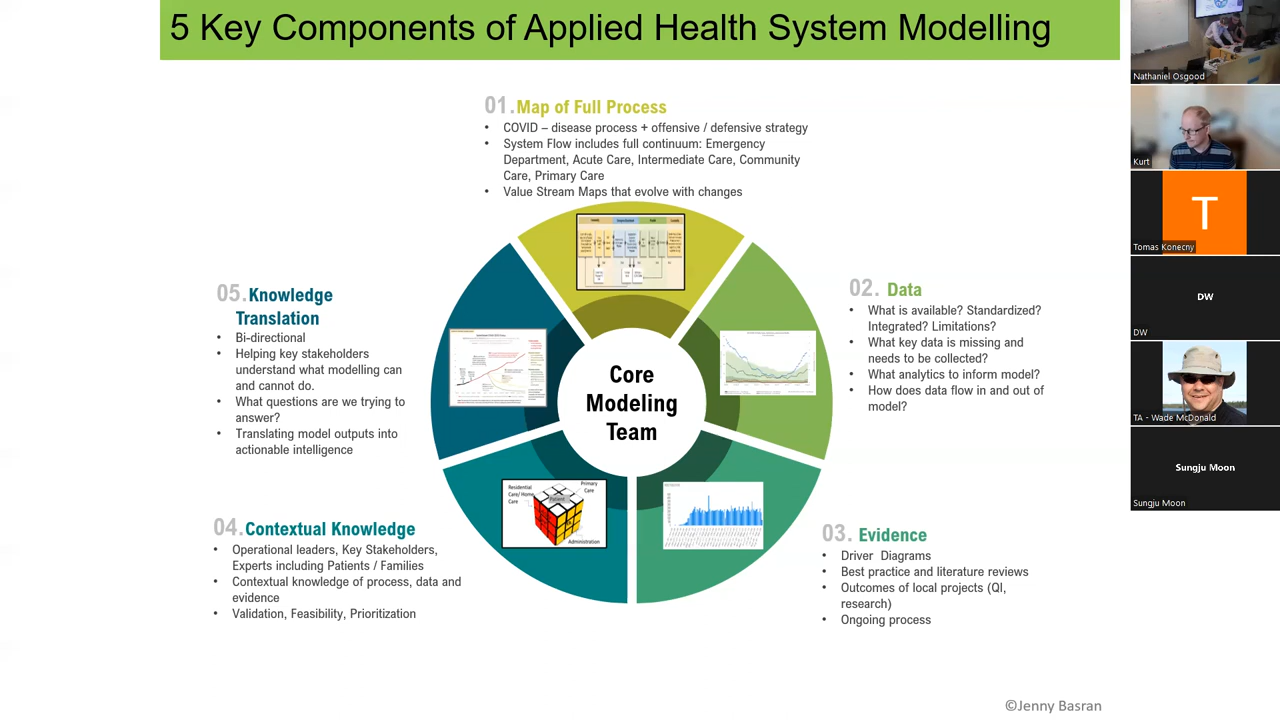 5 Key Components of Applied Health System Modelling
01.Map of Full Process
• COVID – disease process + offensive / defensive strategy
• System Flow includes full continuum: Emergency
Department, Acute Care, Intermediate Care, Community
Care, Primary Care
• Value Stream Maps that evolve with changes
02. Data
• What is available? Standardized?
Integrated? Limitations?
• What key data is missing and
needs to be collected?
• What analytics to inform model?
• How does data flow in and out of
model?
03. Evidence
• Driver Diagrams
• Best practice and literature reviews
• Outcomes of local projects (QI,
research)
• Ongoing process
04.Contextual Knowledge
• Operational leaders, Key Stakeholders,
Experts including Patients / Families
• Contextual knowledge of process, data and
evidence
• Validation, Feasibility, Prioritization
05.Knowledge
Translation
• Bi-directional
• Helping key stakeholders
understand what modelling can
and cannot do.
• What questions are we trying to
answer?
• Translating model outputs into
actionable intelligence
Core
Modeling
Team
Residential
Care/ Home
Care
Primary
Care
Patient
Administration
©Jenny Basran
Nathaniel Osgood
Kurt
T
Tomas Konecny
DW
DW
TA - Wade McDonald
Sungju Moon
Sungju Moon